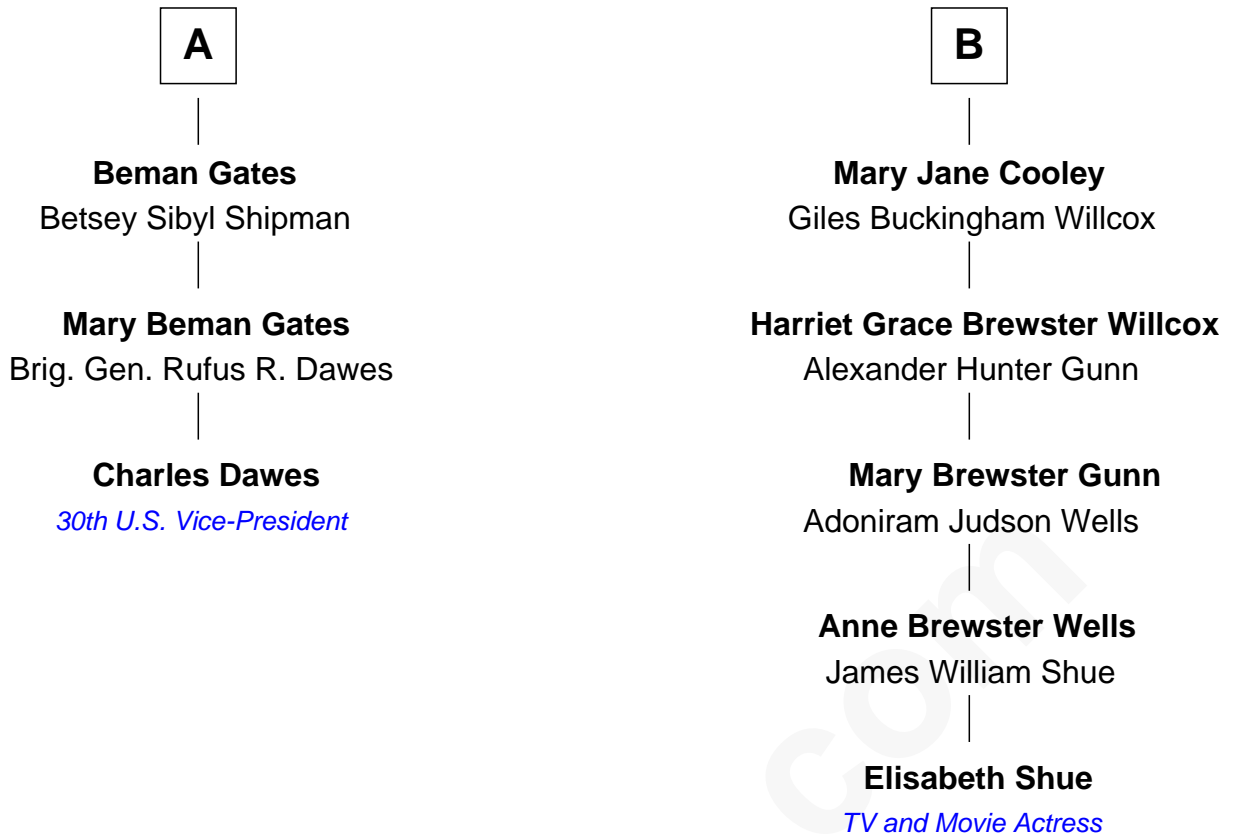 A
Beman Gates
Betsey Sibyl Shipman
Mary Beman Gates
Brig. Gen. Rufus R. Dawes
Charles Dawes
30th U.S. Vice-President
B
Mary Jane Cooley
Giles Buckingham Willcox
Harriet Grace Brewster Willcox
Alexander Hunter Gunn
Mary Brewster Gunn
Adoniram Judson Wells
Anne Brewster Wells
James William Shue
Elisabeth Shue
TV and Movie Actress
com